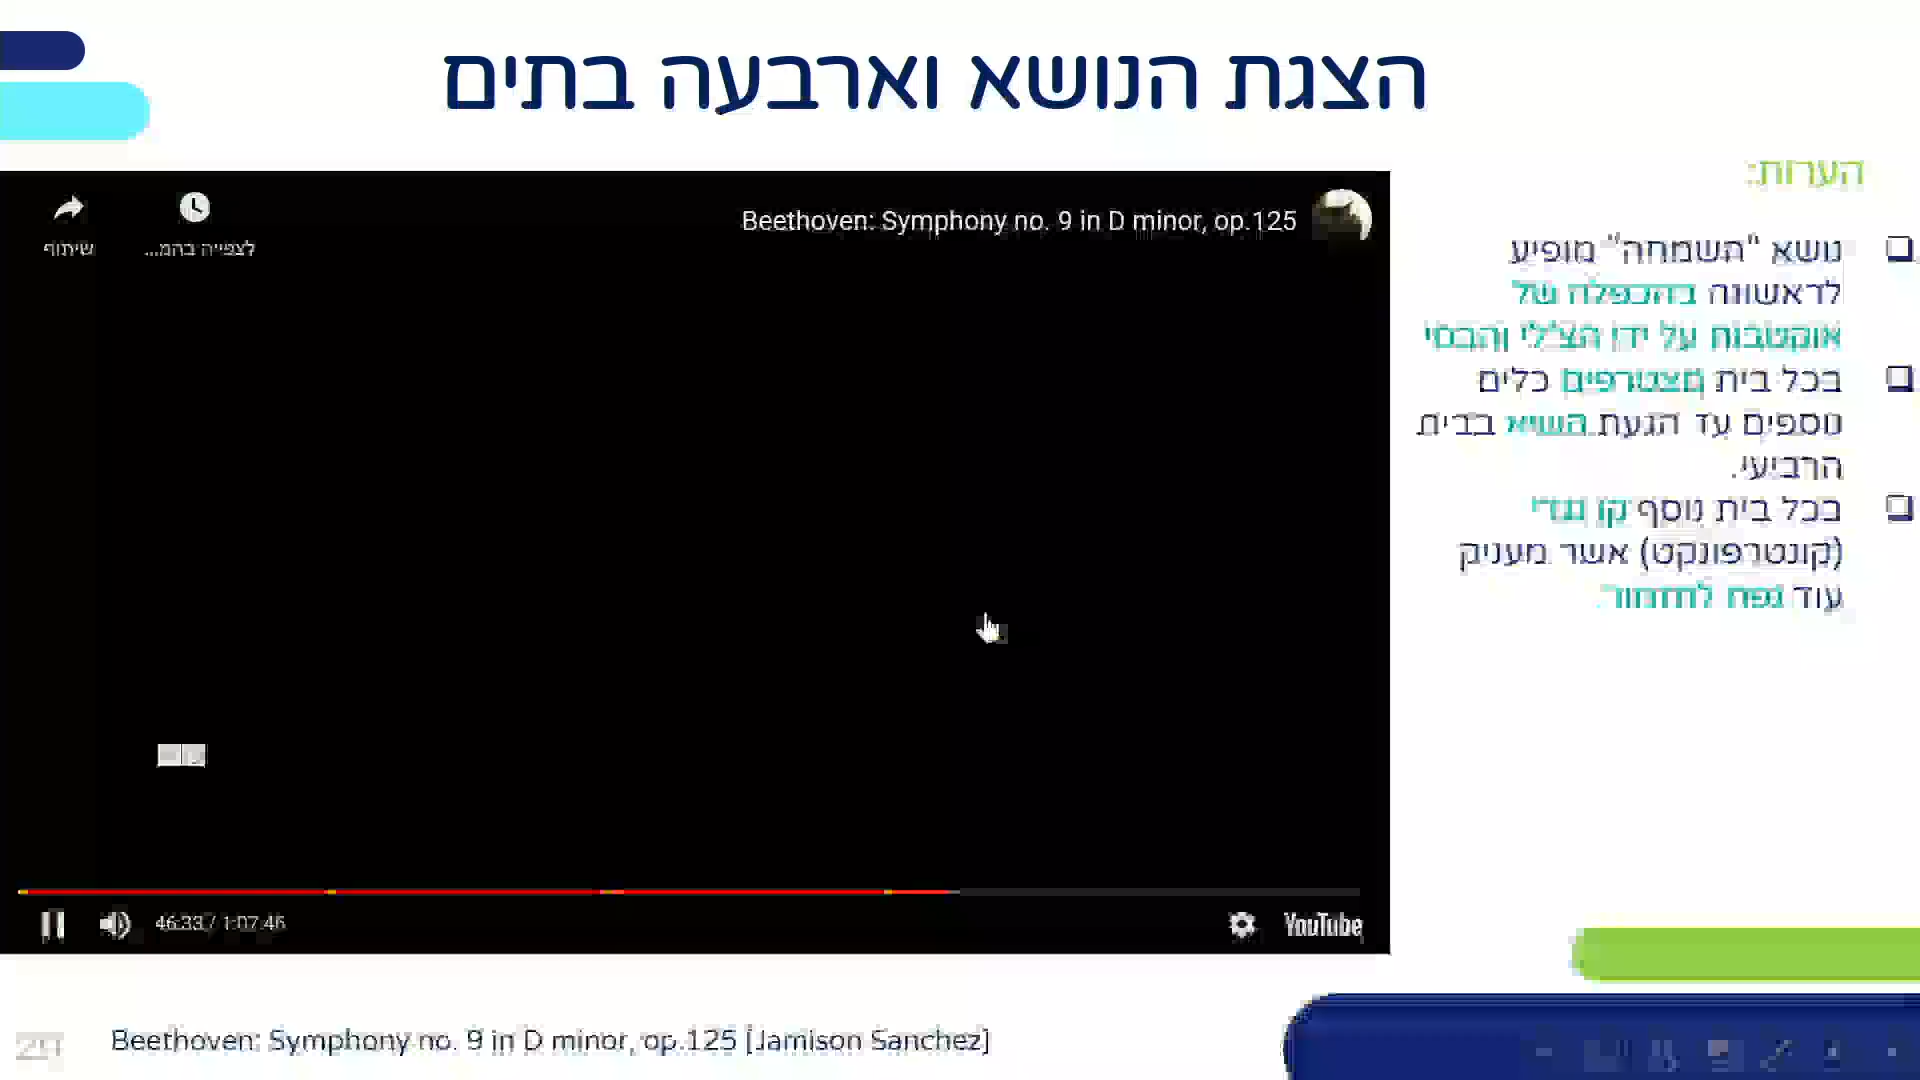 הצגת הנושא וארבעה בתים
שיתוף
לצפייה בהמ...
Beethoven: Symphony no. 9 in D minor, op.125
הערות:
נושא "השמחה" מופיע
לראשונה בהכפלה של
אוקטבות על ידי הצ'לי והבסי
בכל בית מצטרפים כלים
נוספים עד הגעת השיא בבית
הרביעי.
בכל בית נוסף קו נגדי
(קונטרפונקט) אשר מעניק
עוד נפח למזמור.
46:33 / 1:07:46
YouTube
Beethoven: Symphony no. 9 in D minor, op.125 [Jamison Sanchez]